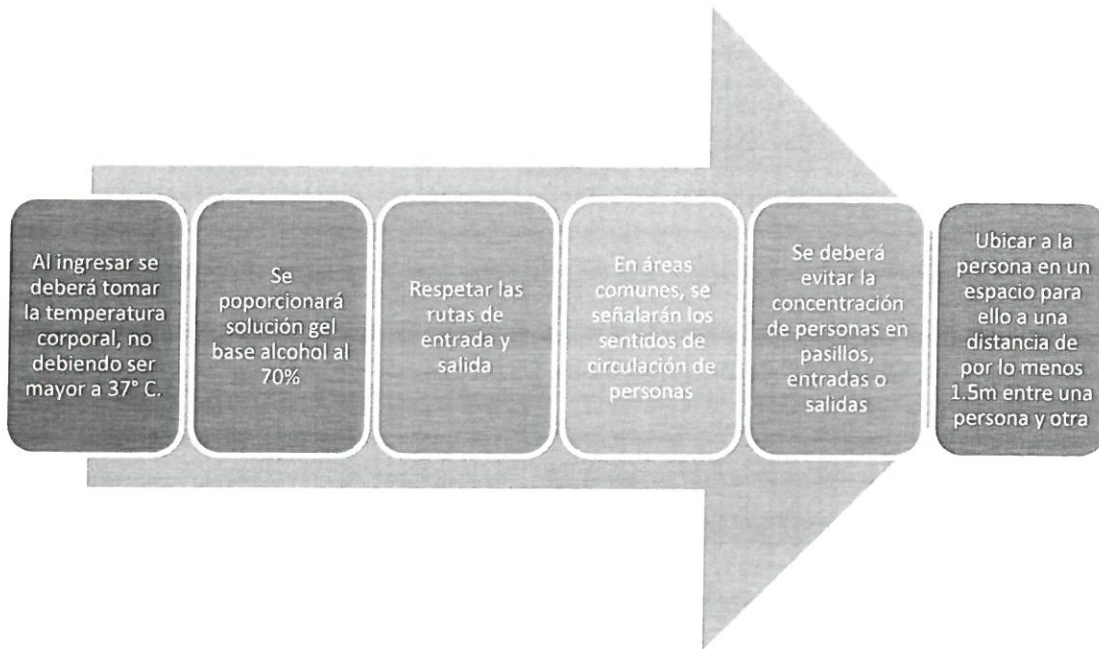 Al ingresar se
deberá tomar
la temperatura
corporal, no
debiendo ser
mayor a 37° C.
Se
poporcionará
solución gel
base alcohol al
70%
Respetar las
rutas de
entrada y
salida
En áreas
comunes, se
señalarán los
sentidos de
circulación de
personas
Se deberá
evitar la
concentración
de personas en
pasillos,
entradas o
salidas
Ubicar a la
persona en un
espacio para
ello a una
distancia de
por lo menos
1.5m entre una
persona y otra